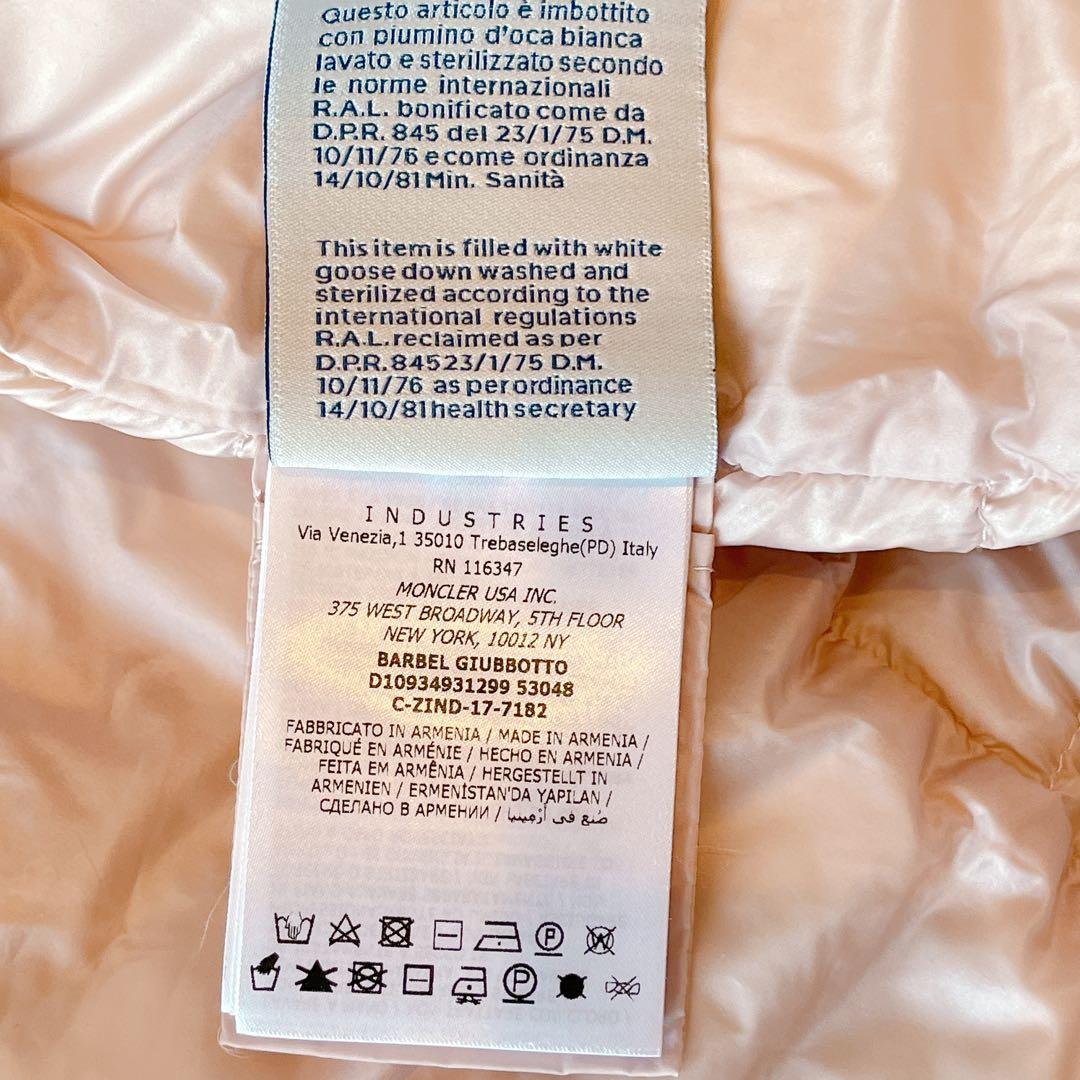 Questo articolo è imbottito
con piumino d'oca bianca
lavato e sterilizzato secondo
le norme internazionali
R.A.L. bonificato come da
D.P.R. 845 del 23/1/75 D.M.
10/11/76 e come ordinanza
14/10/81 Min. Sanità
This item is filled with white
goose down washed and
sterilized according to the
international regulations
R.A.L. reclaimed as per
D.P.R. 845 23/1/75 D.M.
10/11/76 as per ordinance
14/10/81 health secretary
INDUSTRIES
Via Venezia,1 35010 Trebaseleghe(PD) Italy
RN 116347
MONCLER USA INC.
375 WEST BROADWAY, 5TH FLOOR
NEW YORK, 10012 NY
BARBEL GIUBBOTTO
D10934931299 53048
C-ZIND-17-7182
FABBRICATO IN ARMENIA / MADE IN ARMENIA /
FABRIQUÉ EN ARMÉNIE / HECHO EN ARMENIA /
FEITA EM ARMÊNIA / HERGESTELLT IN
ARMENIEN / ERMENİSTAN'DA YAPILAN /
СДЕЛАНО В АРМЕНИИ / صُنع في أرْمِينيا
P
W
P